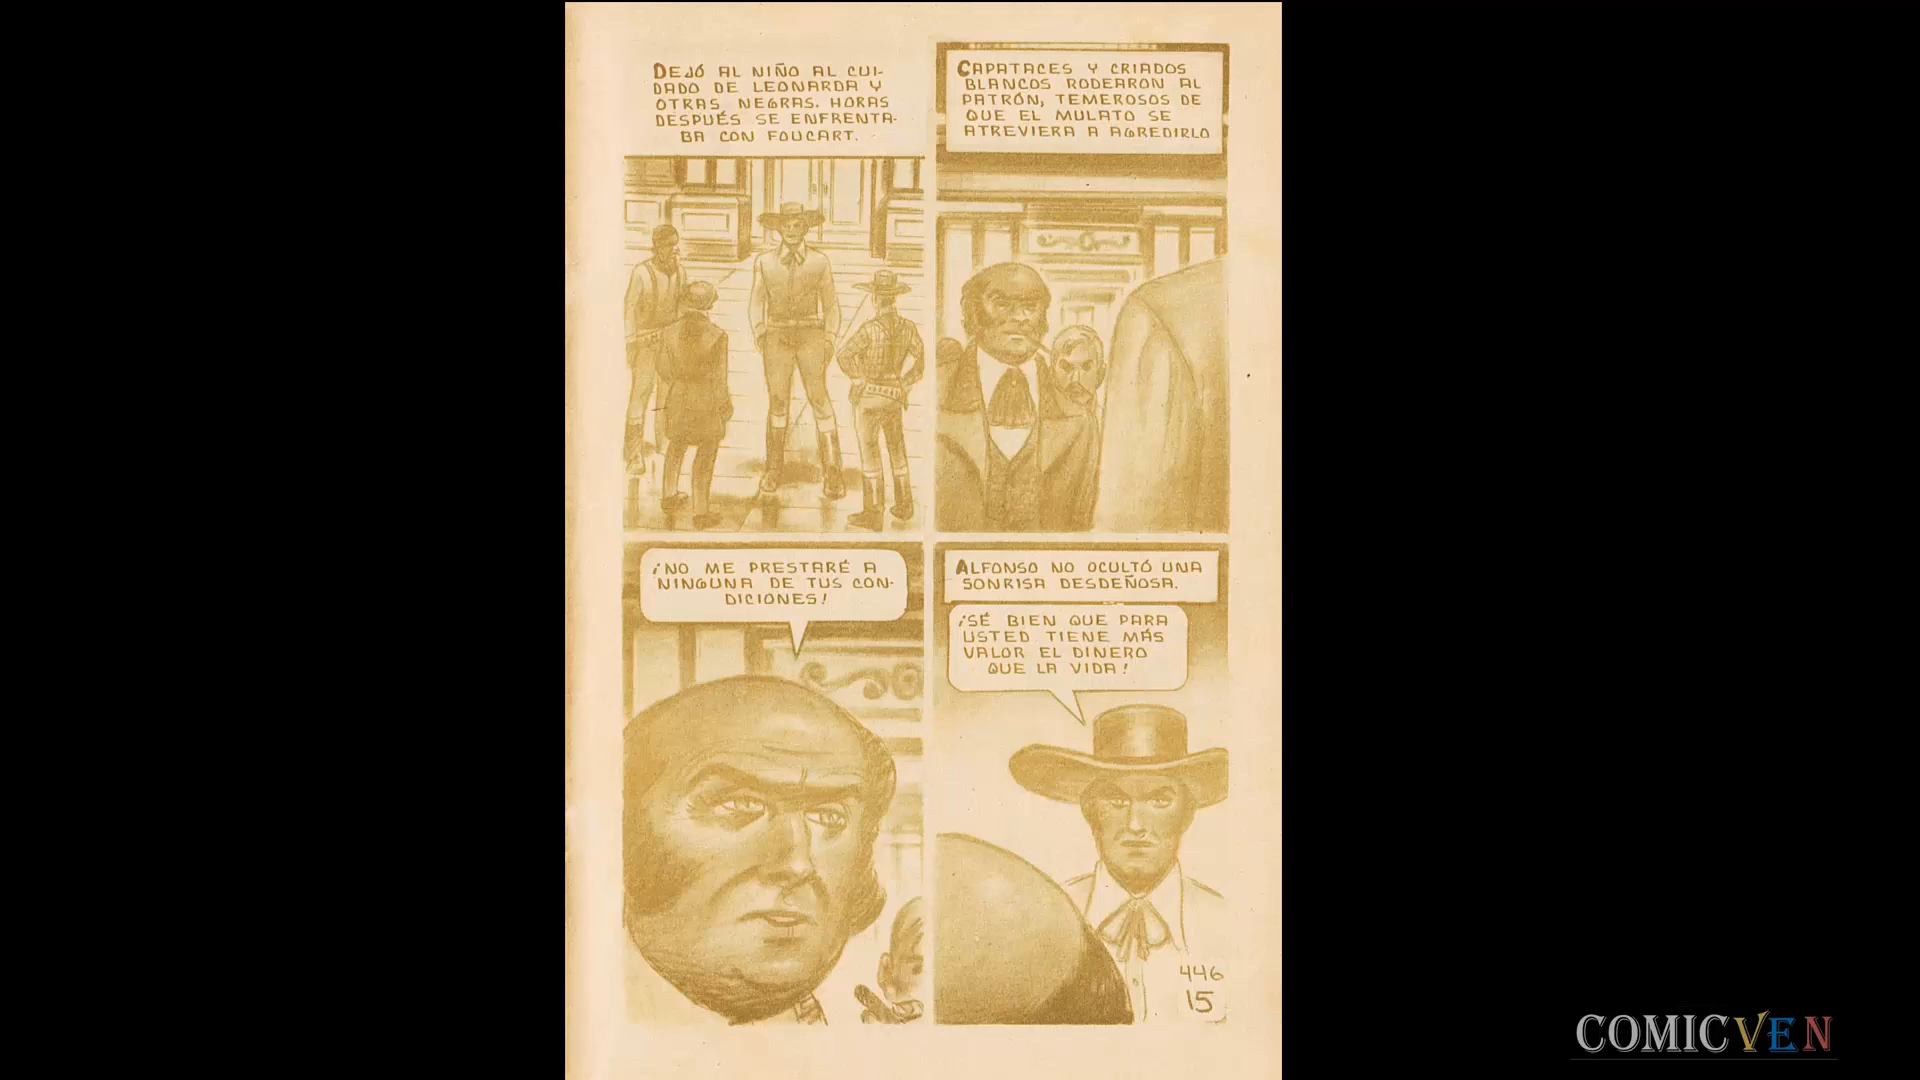 DEJÓ AL NIÑO AL CUI-
DADO DE LEONARDA Y
OTRAS NEGRAS. HORAS
DESPUÉS SE ENFRENTA-
BA CON FOUCART.
CAPATACES Y CRIADOS
BLANCOS RODEARON AL
PATRÓN, TEMEROSOS DE
QUE EL MULATO SE
ATREVIERA A AGREDIRLO
¡NO ME PRESTARÉ A
NINGUNA DE TUS CON-
DICIONES!
ALFONSO NO OCULTÓ UNA
SONRISA DESDEÑOSA.
¡SÉ BIEN QUE PARA
USTED TIENE MÁS
VALOR EL DINERO
QUE LA VIDA!
446
15
COMICVEN